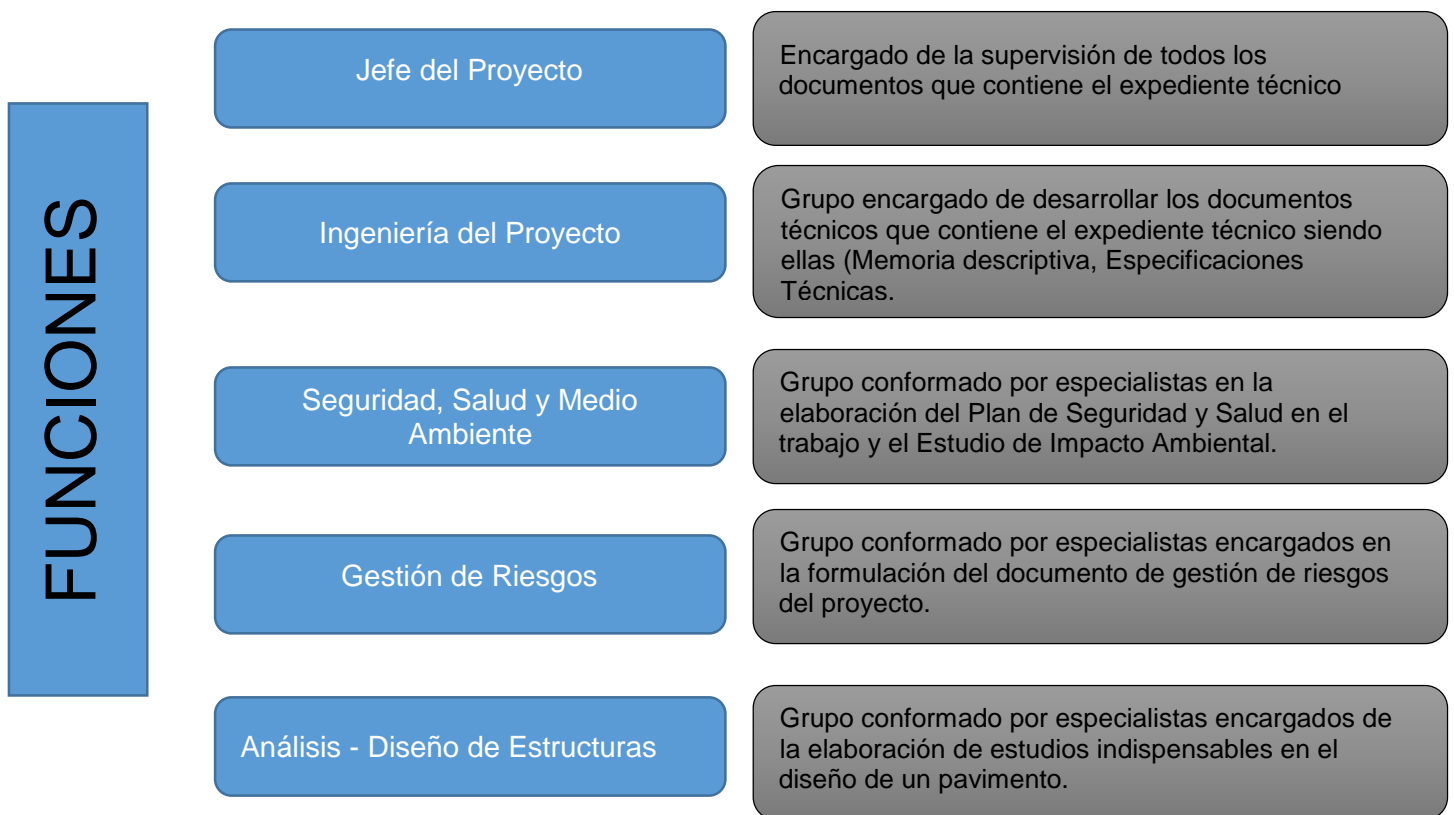 FUNCIONES
Jefe del Proyecto
Encargado de la supervisión de todos los
documentos que contiene el expediente técnico
Ingeniería del Proyecto
Grupo encargado de desarrollar los documentos
técnicos que contiene el expediente técnico siendo
ellas (Memoria descriptiva, Especificaciones
Técnicas.
Seguridad, Salud y Medio
Ambiente
Grupo conformado por especialistas en la
elaboración del Plan de Seguridad y Salud en el
trabajo y el Estudio de Impacto Ambiental.
Gestión de Riesgos
Grupo conformado por especialistas encargados en
la formulación del documento de gestión de riesgos
del proyecto.
Análisis - Diseño de Estructuras
Grupo conformado por especialistas encargados de
la elaboración de estudios indispensables en el
diseño de un pavimento.